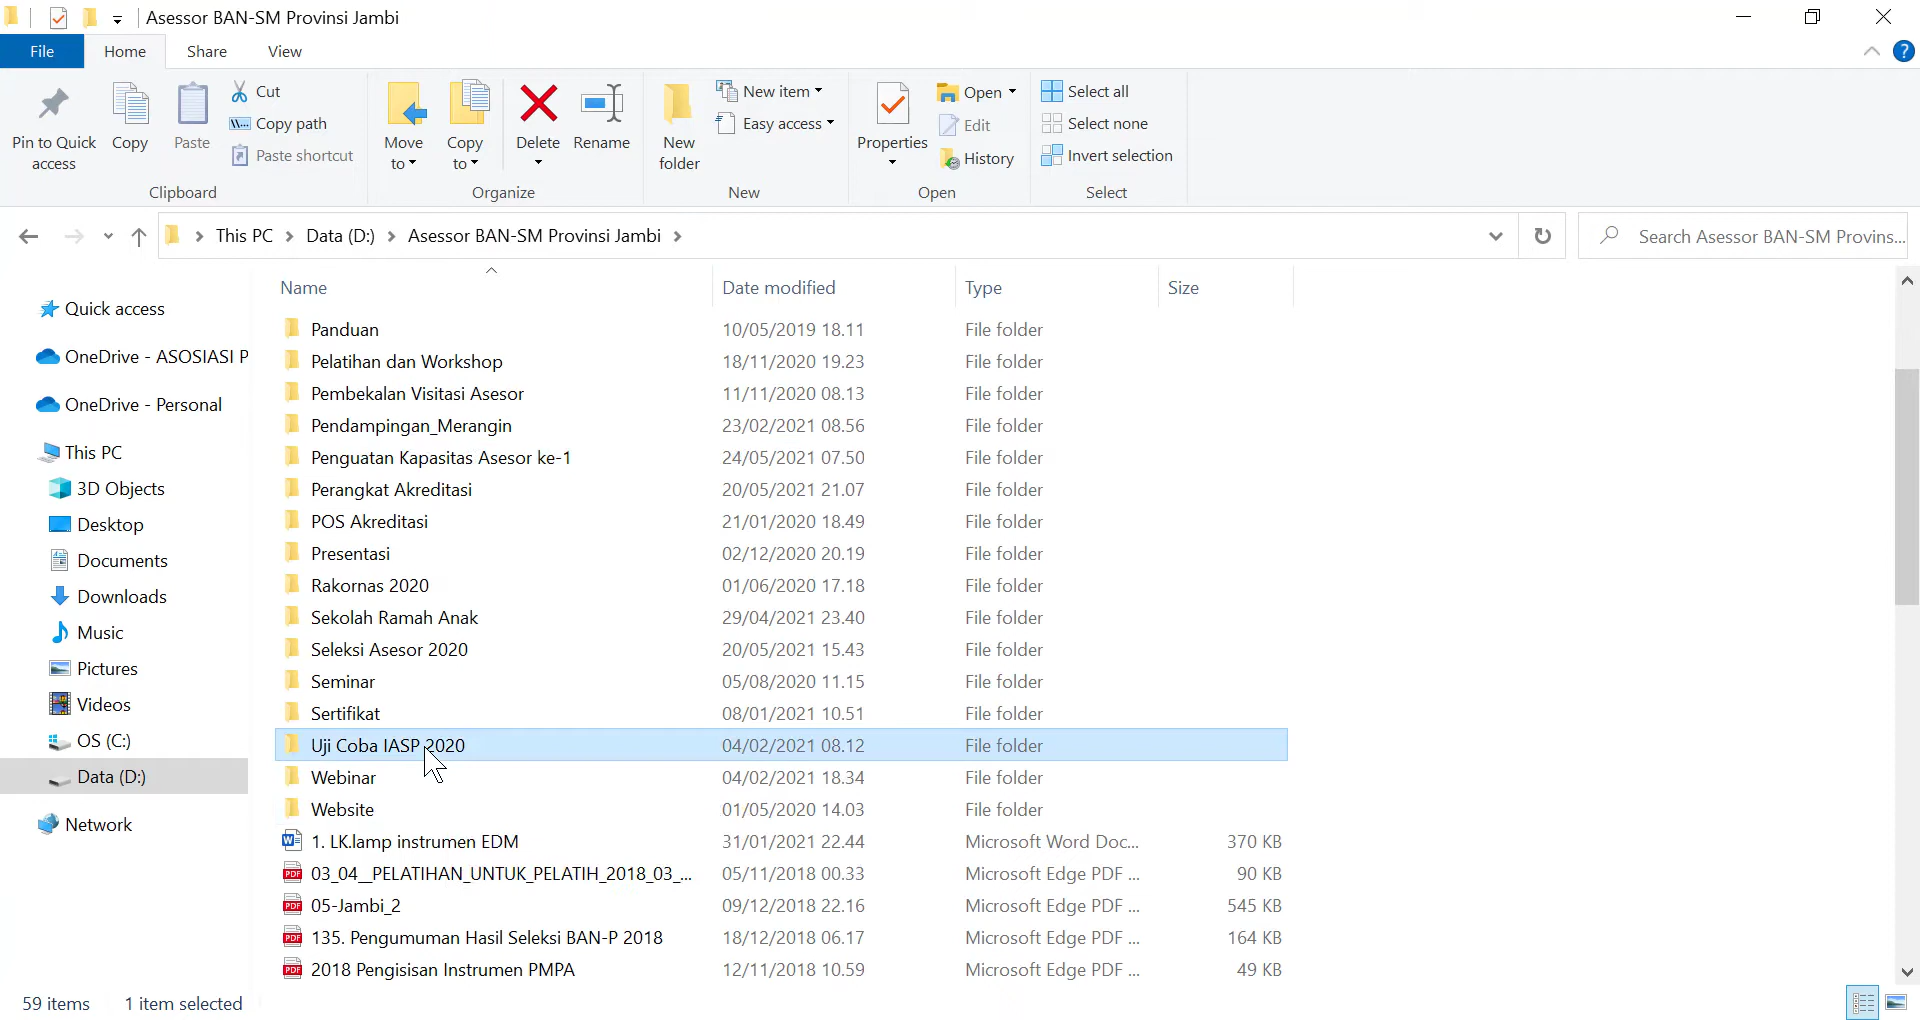 Asessor BAN-SM Provinsi Jambi
File Home Share View
Pin to Quick access
Copy
Paste
Cut
Copy path
Paste shortcut
Clipboard
Move to
Copy to
Delete
Rename
Organize
New folder
New item
Easy access
New
Properties
Open
Edit
History
Open
Select all
Select none
Invert selection
Select
This PC Data (D:) Asessor BAN-SM Provinsi Jambi
Search Asessor BAN-SM Provins...
Quick access
OneDrive - ASOSIASI P
OneDrive - Personal
This PC
3D Objects
Desktop
Documents
Downloads
Music
Pictures
Videos
OS (C:)
Data (D:)
Network
Name Date modified Type Size
Panduan 10/05/2019 18.11 File folder
Pelatihan dan Workshop 18/11/2020 19.23 File folder
Pembekalan Visitasi Asesor 11/11/2020 08.13 File folder
Pendampingan_Merangin 23/02/2021 08.56 File folder
Penguatan Kapasitas Asesor ke-1 24/05/2021 07.50 File folder
Perangkat Akreditasi 20/05/2021 21.07 File folder
POS Akreditasi 21/01/2020 18.49 File folder
Presentasi 02/12/2020 20.19 File folder
Rakornas 2020 01/06/2020 17.18 File folder
Sekolah Ramah Anak 29/04/2021 23.40 File folder
Seleksi Asesor 2020 20/05/2021 15.43 File folder
Seminar 05/08/2020 11.15 File folder
Sertifikat 08/01/2021 10.51 File folder
Uji Coba IASP 2020 04/02/2021 08.12 File folder
Webinar 04/02/2021 18.34 File folder
Website 01/05/2020 14.03 File folder
1. LK.lamp instrumen EDM 31/01/2021 22.44 Microsoft Word Doc... 370 KB
03_04__PELATIHAN_UNTUK_PELATIH_2018_03_... 05/11/2018 00.33 Microsoft Edge PDF ... 90 KB
05-Jambi_2 09/12/2018 22.16 Microsoft Edge PDF ... 545 KB
135. Pengumuman Hasil Seleksi BAN-P 2018 18/12/2018 06.17 Microsoft Edge PDF ... 164 KB
2018 Pengisisan Instrumen PMPA 12/11/2018 10.59 Microsoft Edge PDF ... 49 KB
59 items 1 item selected